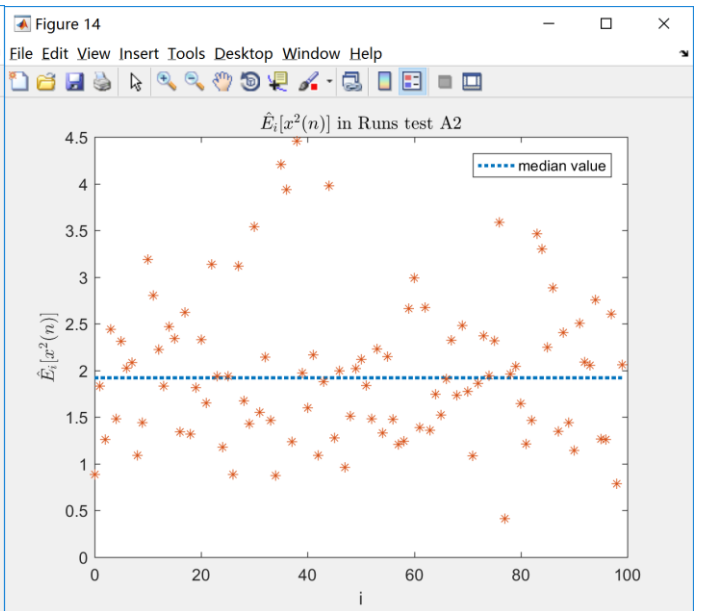 Figure 14
File Edit View Insert Tools Desktop Window Help
Êᵢ[x²(n)] in Runs test A2
median value
4.5
4
3.5
3
2.5
2
1.5
1
0.5
0
Êᵢ[x²(n)]
0 20 40 60 80 100
i